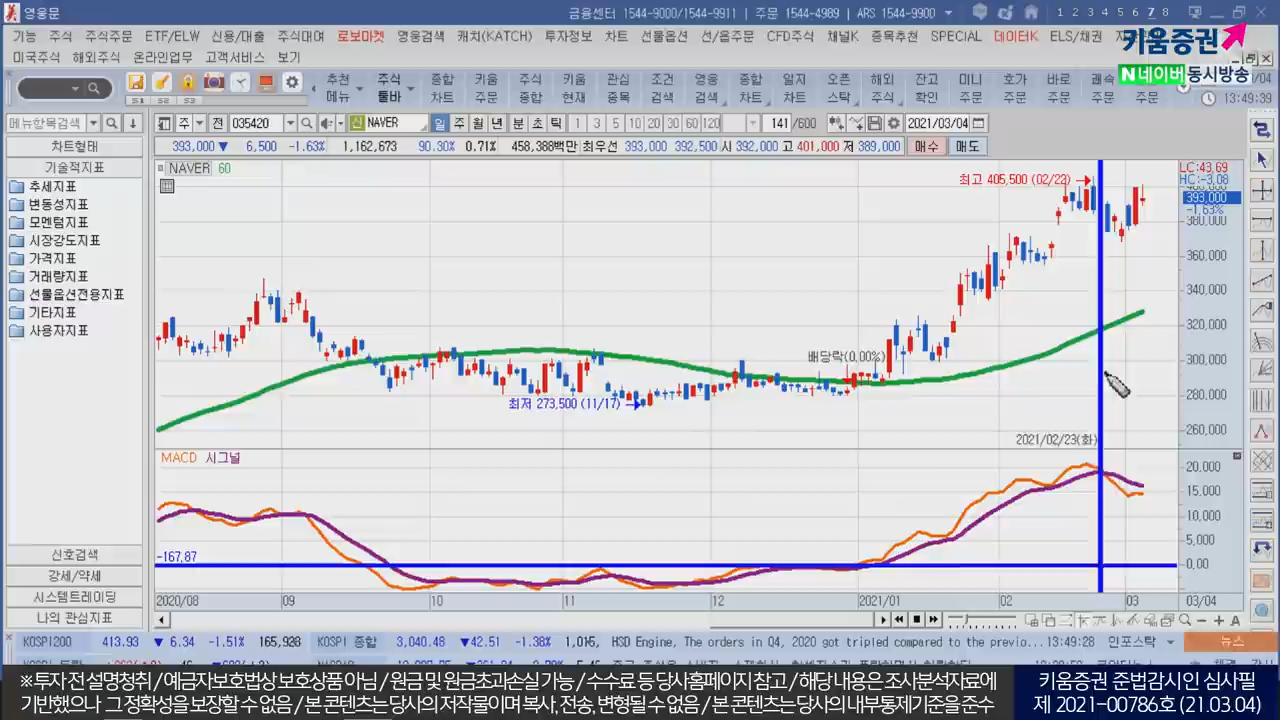 영웅문
금융센터 1544-9000/1544-9911 | 주문 1544-4989 | ARS 1544-9900
1 2 3 4 5 6 7 8
기능 주식 주식주문 ETF/ELW 신용/대출 주식대여 로보마켓 영웅검색 캐치(KATCH) 투자정보 차트 선물옵션 선/옵주문 CFD주식 채널K 종목추천 SPECIAL 데이터K ELS/채권
미국주식 해외주식 온라인업무 고객서비스 보기
키움증권
N 네이버 동시방송
추천 주식 종합 키움 주식 키움 관심 조건 영웅 종합 일지 오픈 해외 잔고 미니 호가 바로 쾌속
메뉴 툴바 차트 주문 종합 현재 종목 검색 검색 차트 차트 스탁 주식 확인 주문 주문 주문 주문 주문
S1 S2 S3
13:49:39
메뉴항목검색
주 전 035420 신 NAVER 일 주 월 년 분 초 틱 1 3 5 10 20 30 60 120 141 /600 2021/03/04
393,000 ▼ 6,500 -1.63% 1,162,673 90.30% 0.71% 458,388백만 최우선 393,000 392,500 시 392,000 고 401,000 저 389,000 매수 매도
차트형태
기술적지표
추세지표
변동성지표
모멘텀지표
시장강도지표
가격지표
거래량지표
선물옵션전용지표
기타지표
사용자지표
신호검색
강세/약세
시스템트레이딩
나의 관심지표
NAVER 60
최고 405,500 (02/22)
LC:43.69
HC:-3.08
393,000
-1.63%
380,000
360,000
340,000
320,000
300,000
280,000
260,000
배당락(0.00%)
최저 273,500 (11/17)
2021/02/23(화)
MACD 시그널
20,000
15,000
10,000
5,000
0.00
-167.87
2020/08 09 10 11 12 2021/01 02 03 03/04
KOSPI200 413.93 ▼ 6.34 -1.51% 165,928 KOSPI 종합 3,040.48 ▼42.51 -1.38% HSD Engine, The orders in Q4, 2020 got tripled compared to the previo... 13:49:28 인포스탁 뉴스
※ 투자 전 설명청취 / 예금자보호법상 보호상품 아님 / 원금 및 원금초과손실 가능 / 수수료 등 당사홈페이지 참고 / 해당 내용은 조사분석자료에
기반했으나 그 정확성을 보장할 수 없음 / 본 콘텐츠는 당사의 저작물이며 복사, 전송, 변형될 수 없음 / 본 콘텐츠는 당사의 내부통제기준을 준수
키움증권 준법감시인 심사필
제 2021-00786호 (21.03.04)